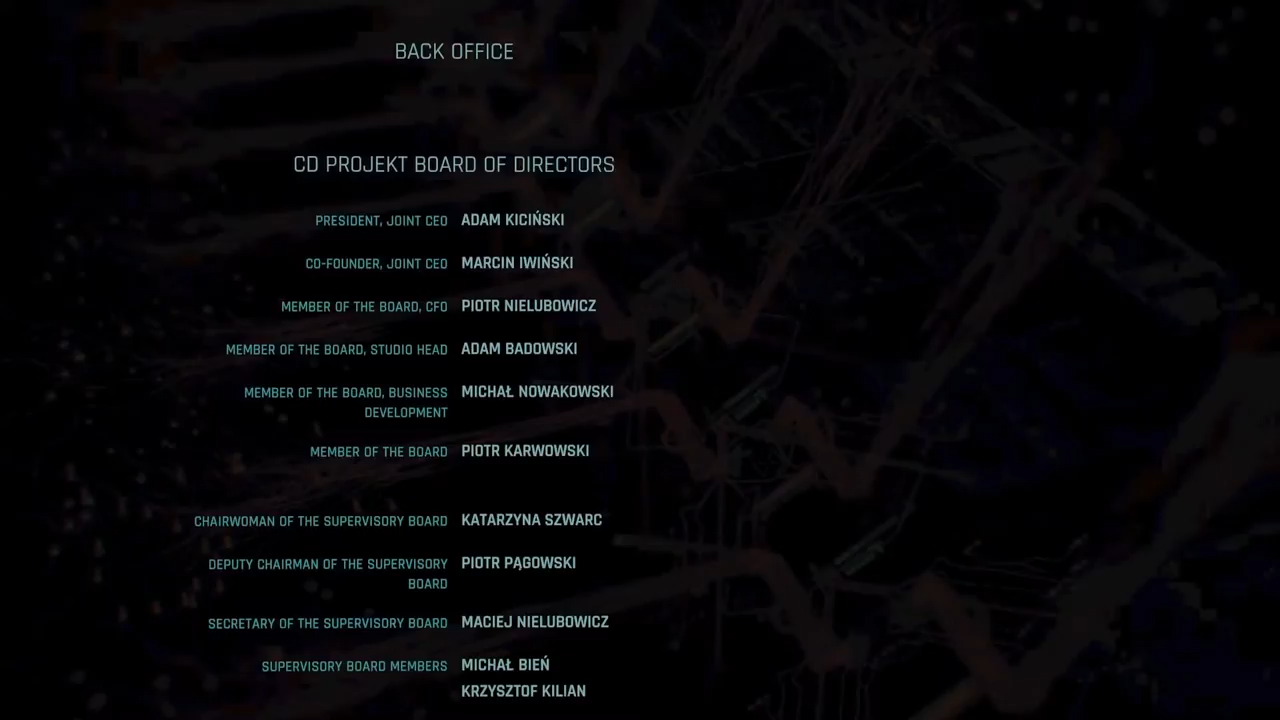 BACK OFFICE
CD PROJEKT BOARD OF DIRECTORS
PRESIDENT, JOINT CEO ADAM KICIŃSKI
CO-FOUNDER, JOINT CEO MARCIN IWIŃSKI
MEMBER OF THE BOARD, CFO PIOTR NIELUBOWICZ
MEMBER OF THE BOARD, STUDIO HEAD ADAM BADOWSKI
MEMBER OF THE BOARD, BUSINESS MICHAŁ NOWAKOWSKI
DEVELOPMENT
MEMBER OF THE BOARD PIOTR KARWOWSKI
CHAIRWOMAN OF THE SUPERVISORY BOARD KATARZYNA SZWARC
DEPUTY CHAIRMAN OF THE SUPERVISORY PIOTR PĄGOWSKI
BOARD
SECRETARY OF THE SUPERVISORY BOARD MACIEJ NIELUBOWICZ
SUPERVISORY BOARD MEMBERS MICHAŁ BIEŃ
KRZYSZTOF KILIAN